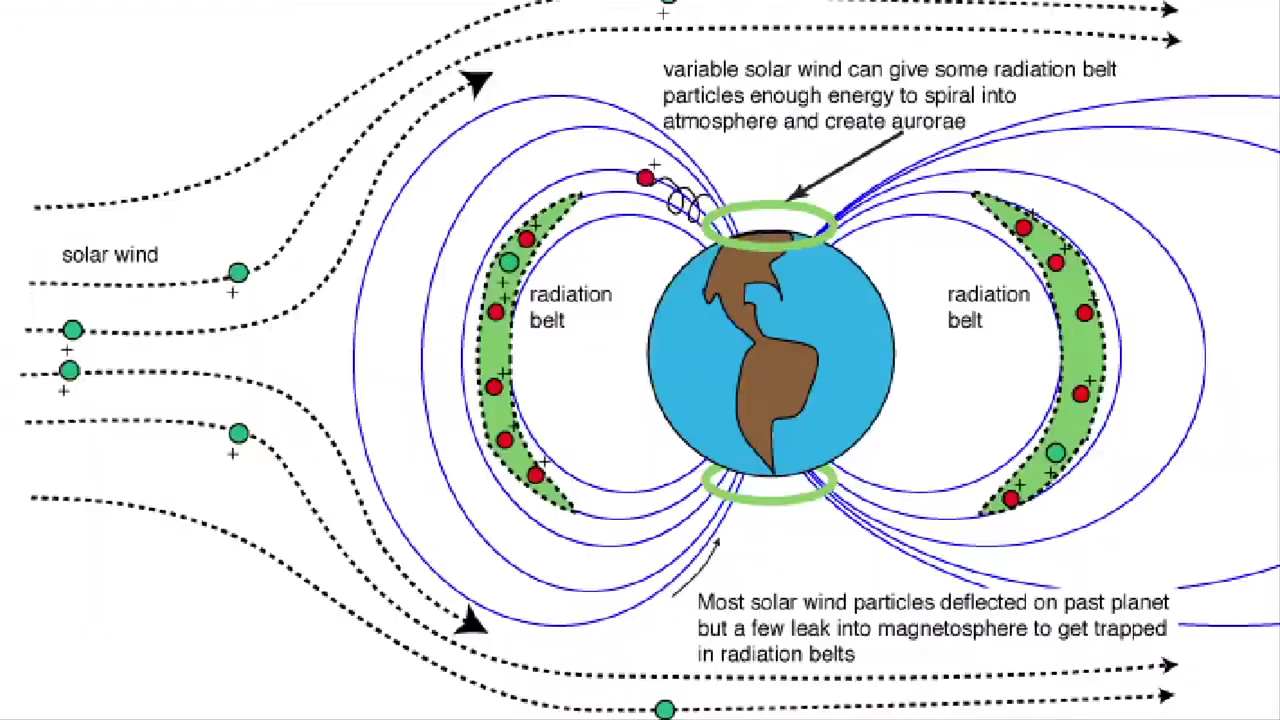 variable solar wind can give some radiation belt
particles enough energy to spiral into
atmosphere and create aurorae
solar wind
radiation
belt
radiation
belt
Most solar wind particles deflected on past planet
but a few leak into magnetosphere to get trapped
in radiation belts